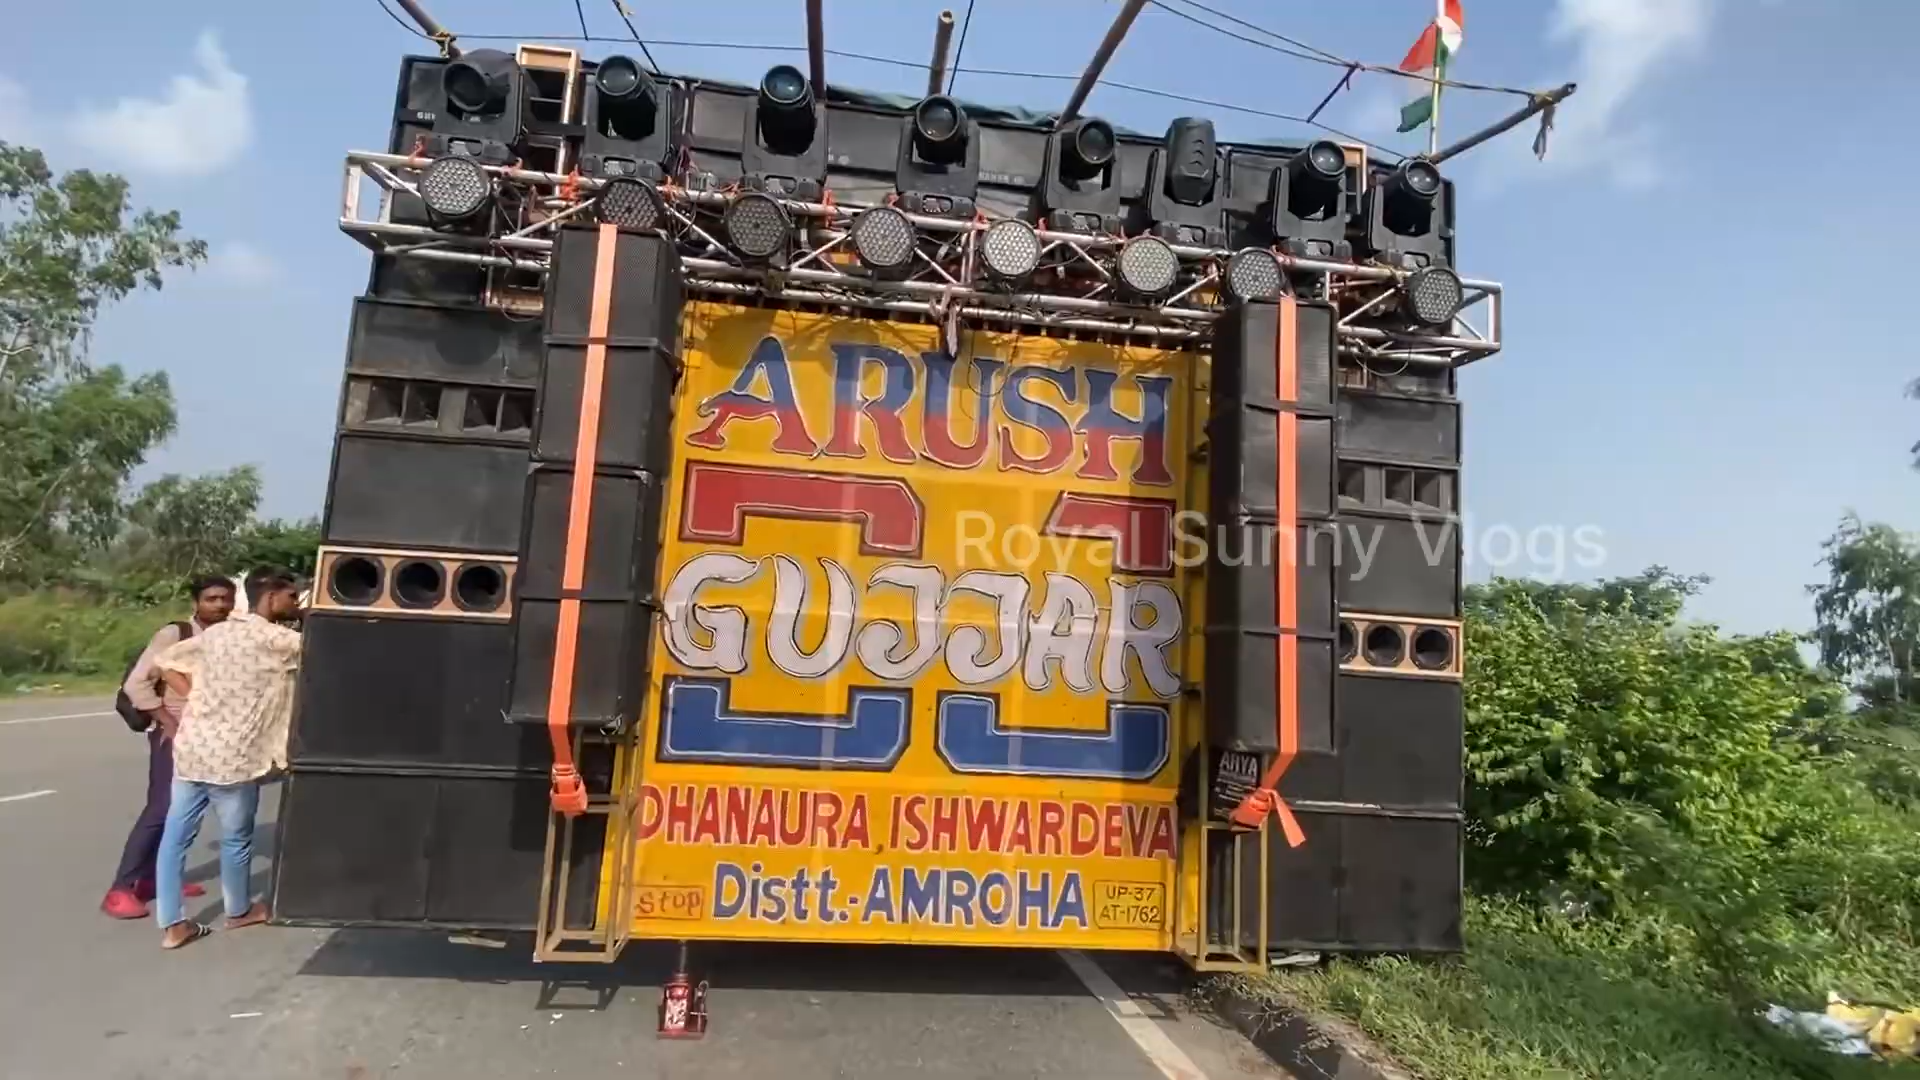 ARUSH
DJ
GUJJAR
DHANAURA, ISHWARDEVA
Distt.-AMROHA
Stop
UP-37
AT-1762
ARYA
Royal Sunny Vlogs